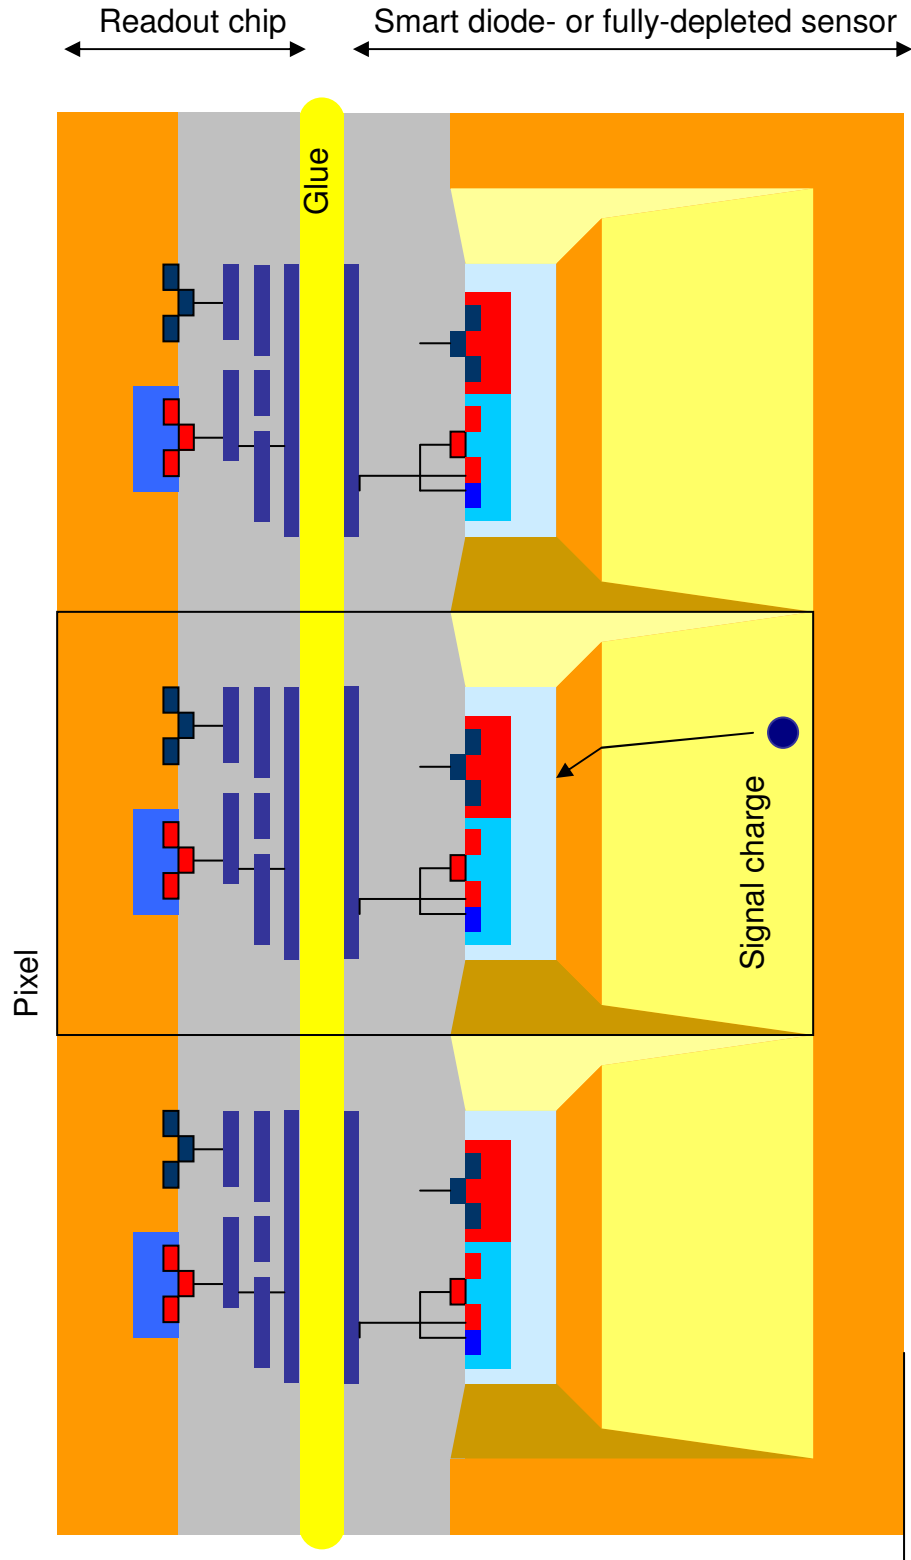 Readout chip
Smart diode- or fully-depleted sensor
Glue
Pixel
Signal charge